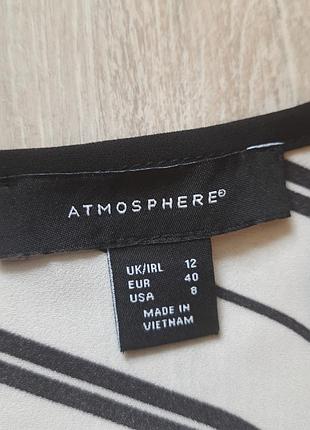 ATMOSPHERE®
UK/IRL 12
EUR 40
USA 8
MADE IN
VIETNAM